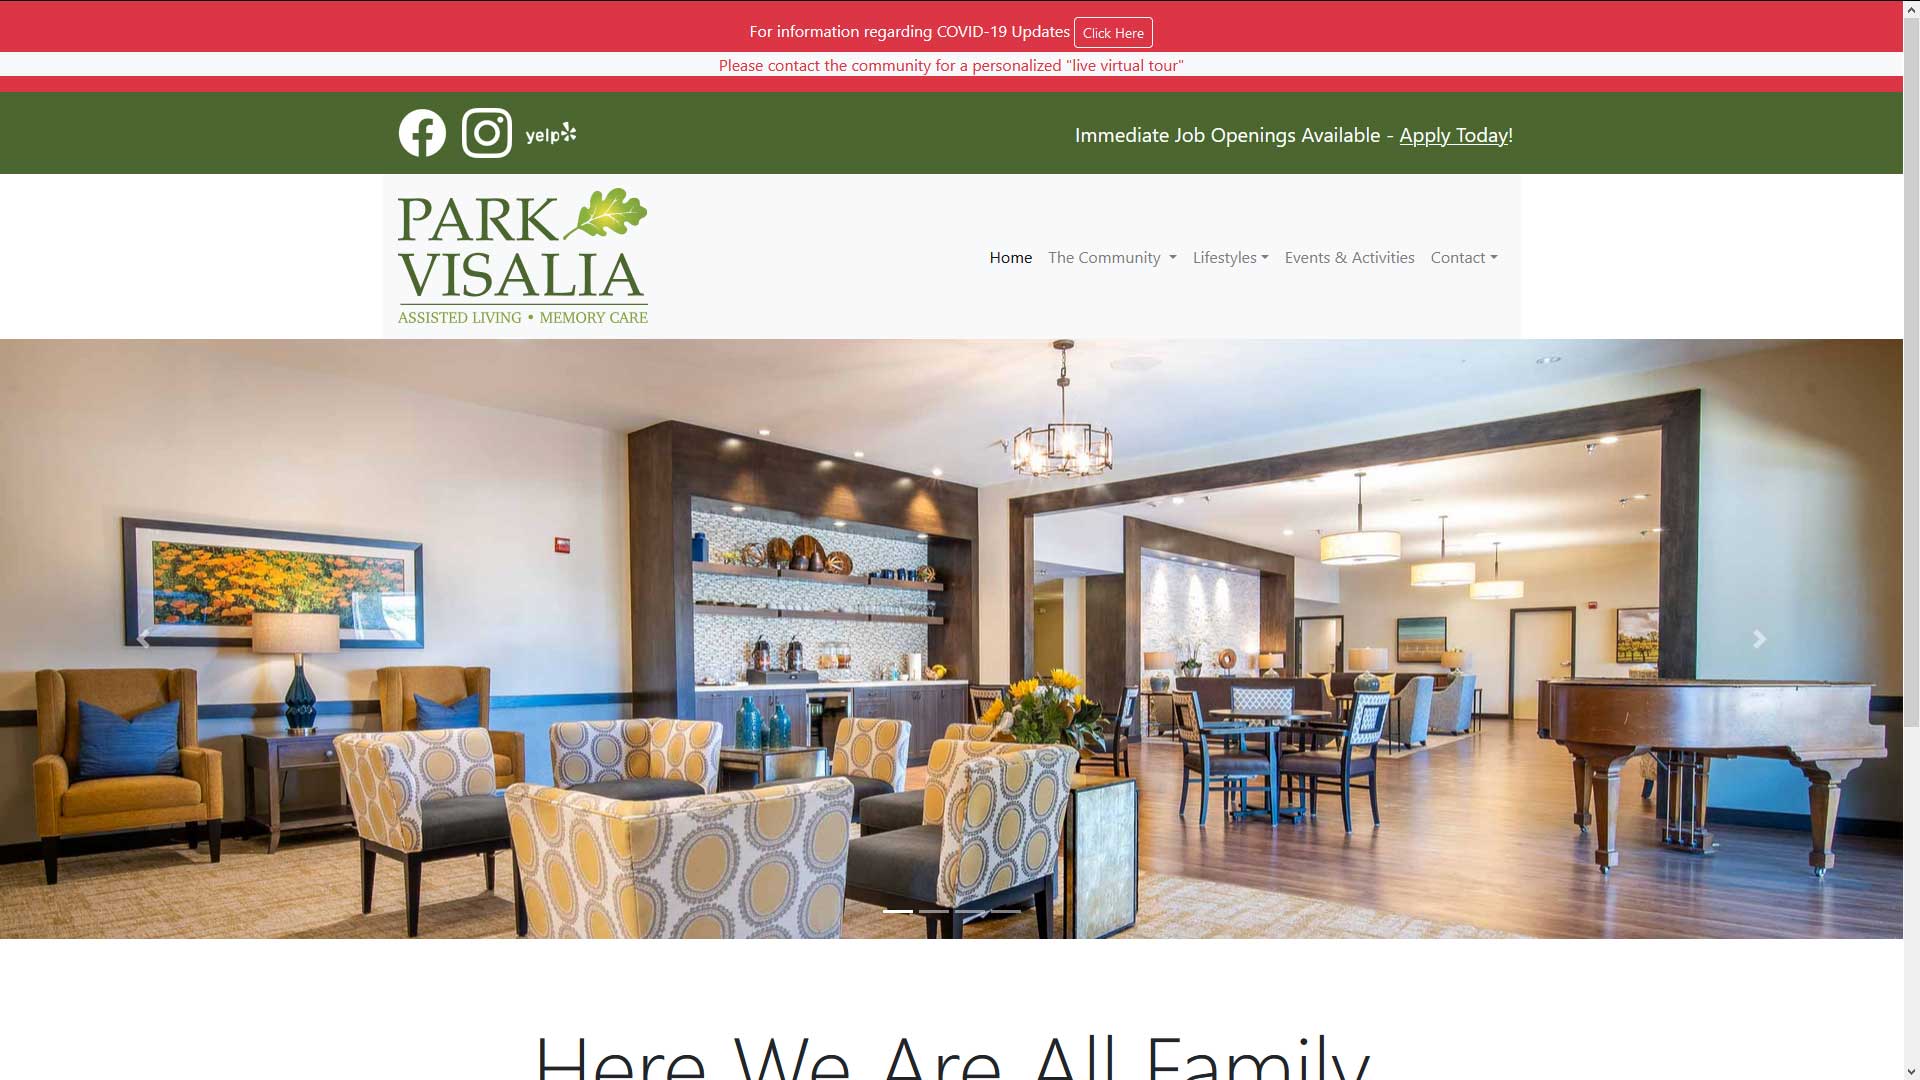 For information regarding COVID-19 Updates Click Here
Please contact the community for a personalized "live virtual tour"
yelp
Immediate Job Openings Available - Apply Today!
PARK
VISALIA
ASSISTED LIVING • MEMORY CARE
Home The Community Lifestyles Events & Activities Contact
Here We Are All Family